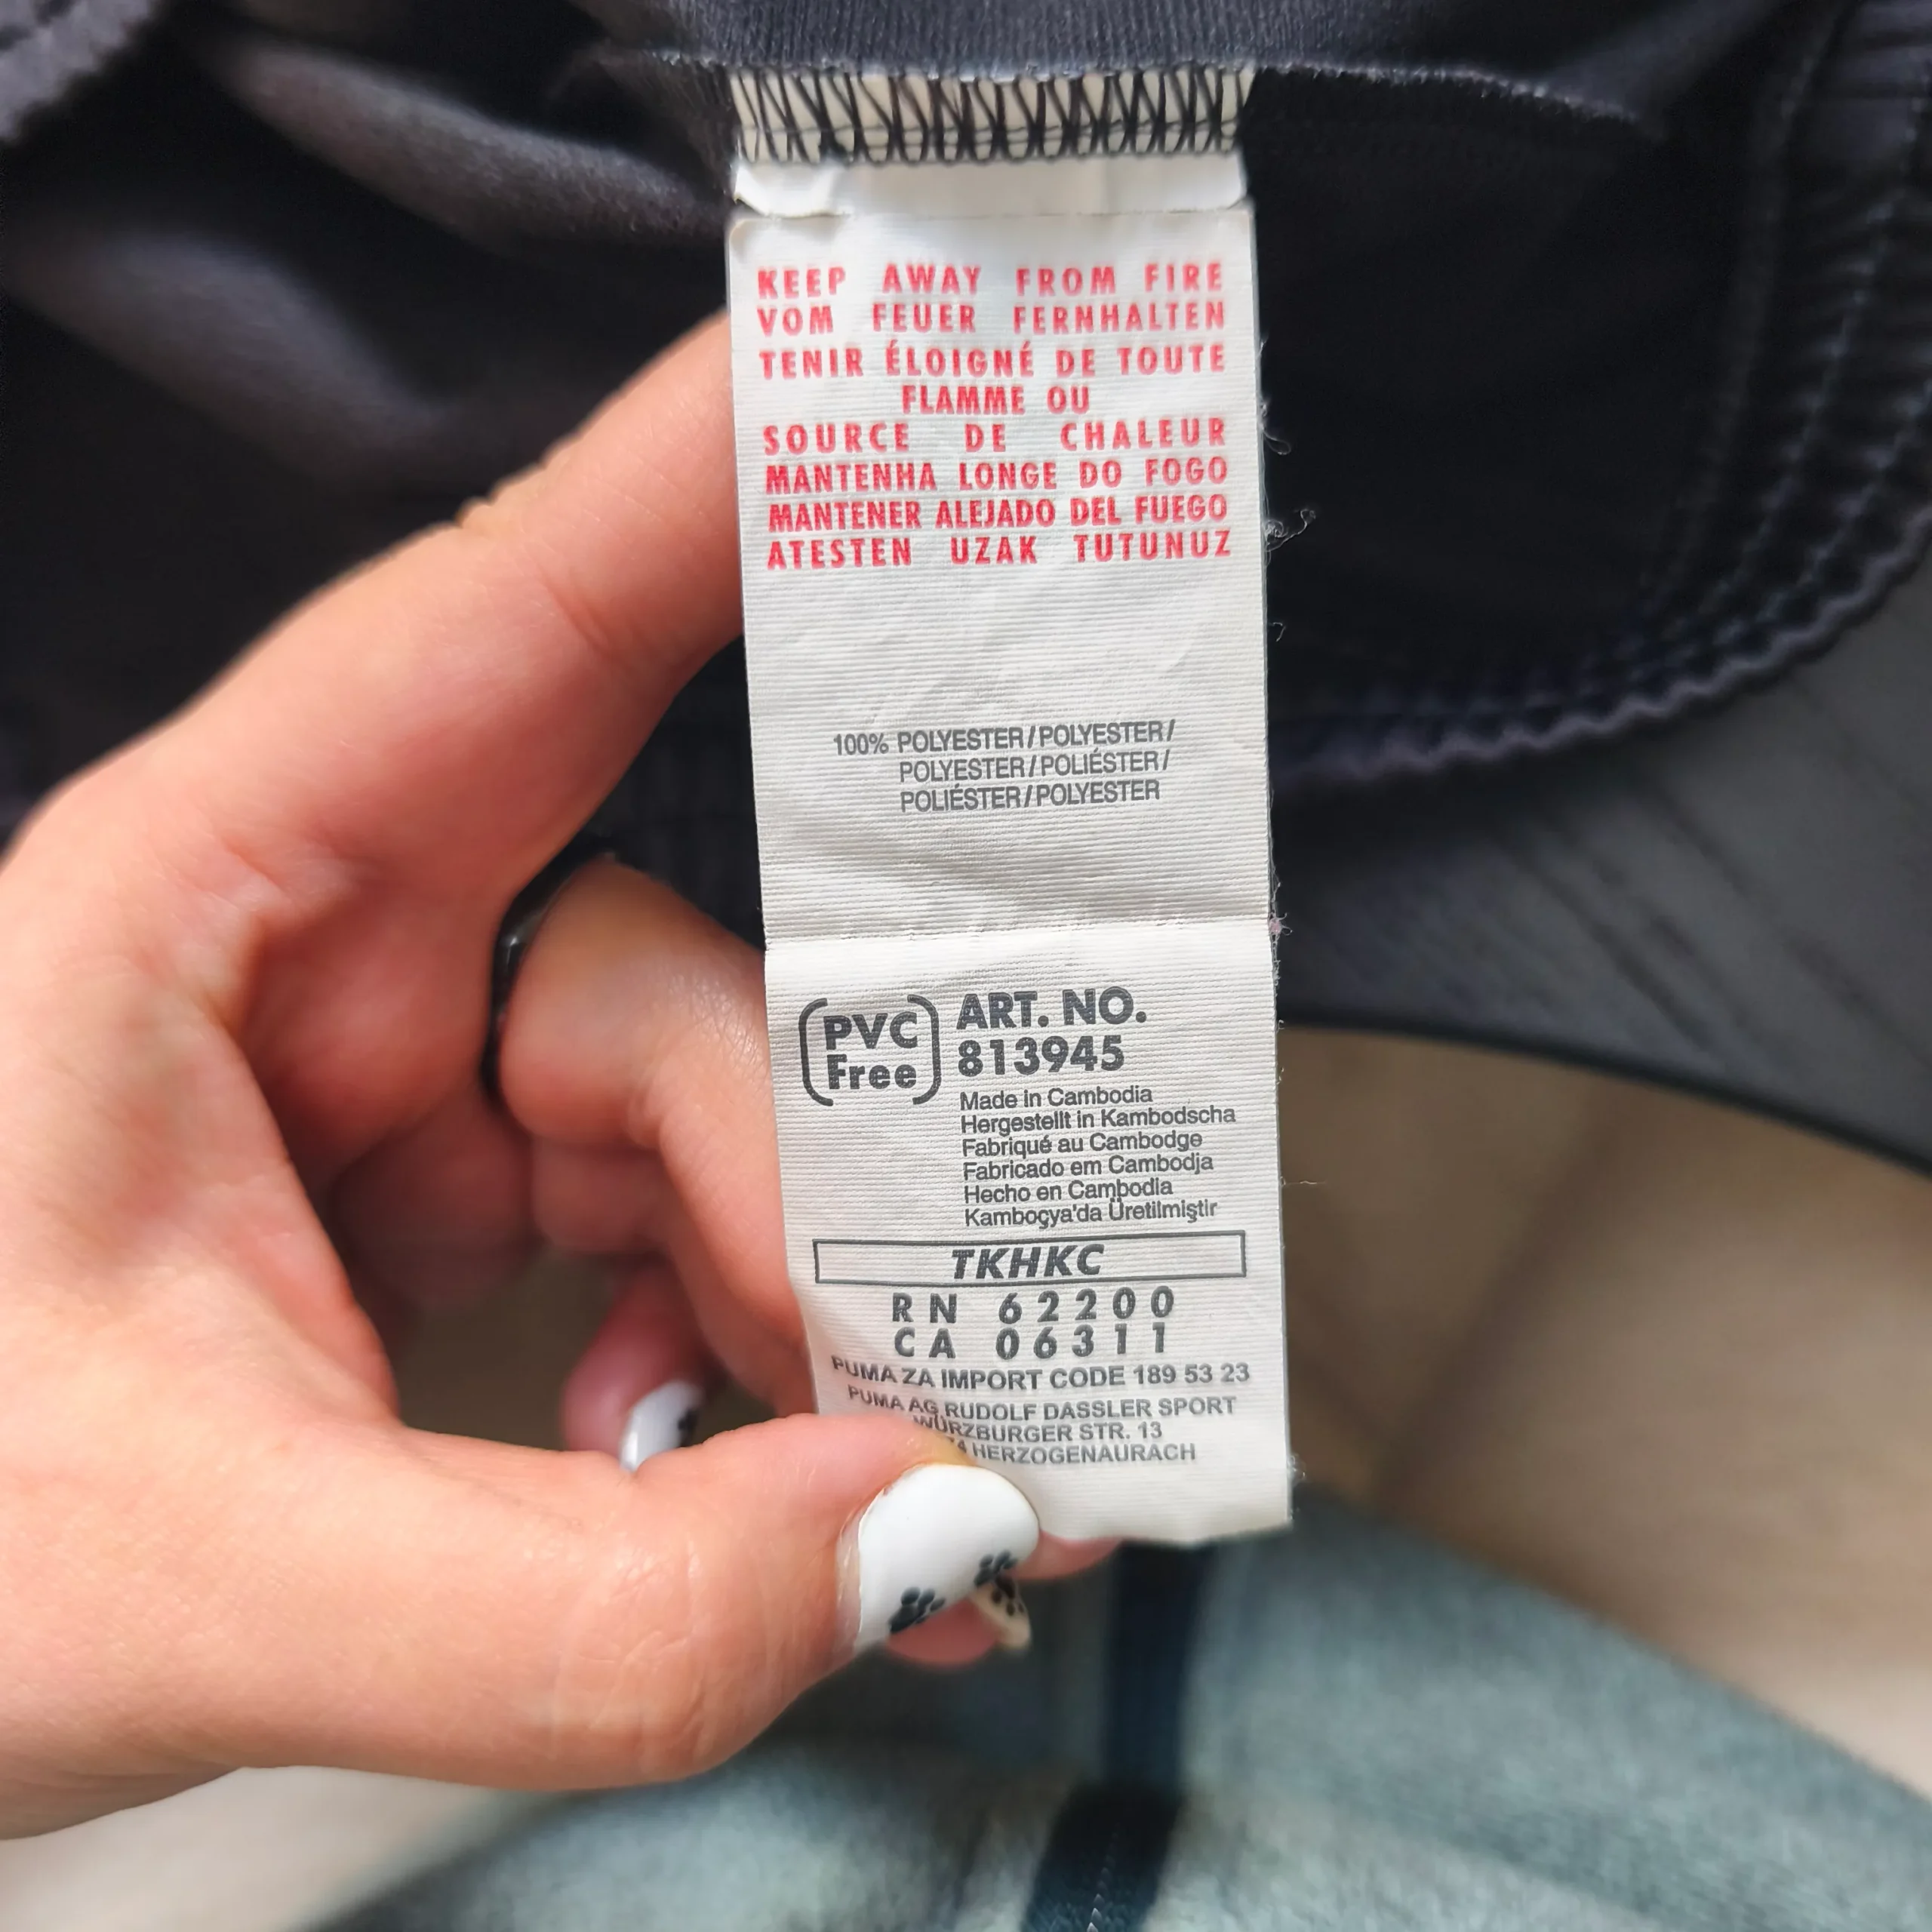 KEEP AWAY FROM FIRE
VOM FEUER FERNHALTEN
TENIR ÉLOIGNÉ DE TOUTE
FLAMME OU
SOURCE DE CHALEUR
MANTENHA LONGE DO FOGO
MANTENER ALEJADO DEL FUEGO
ATESTEN UZAK TUTUNUZ
100% POLYESTER/POLYESTER/
POLYESTER/POLIÉSTER/
POLIÉSTER/POLYESTER
PVC
Free
ART. NO.
813945
Made in Cambodia
Hergestellt in Kambodscha
Fabriqué au Cambodge
Fabricado em Cambodja
Hecho en Cambodia
Kamboçya'da Üretilmiştir
TKHKC
RN 62200
CA 06311
PUMA ZA IMPORT CODE 189 53 23
PUMA AG RUDOLF DASSLER SPORT
WÜRZBURGER STR. 13
HERZOGENAURACH